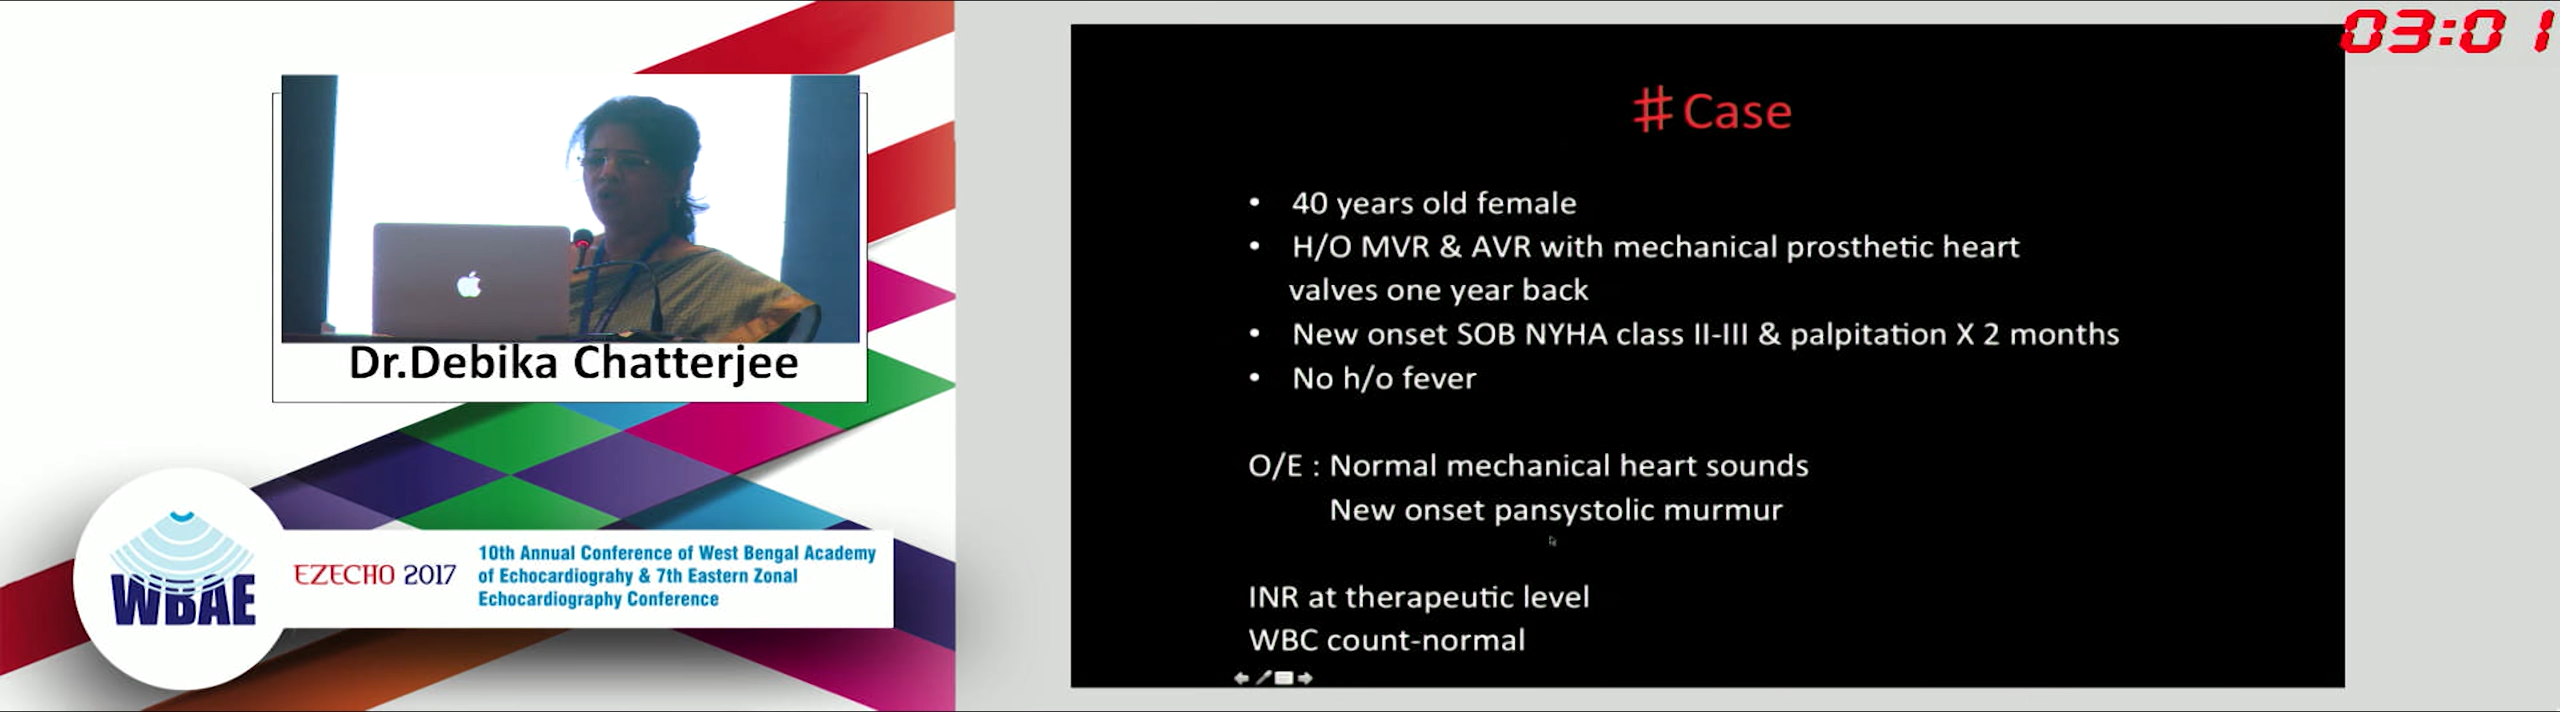 Dr.Debika Chatterjee
WBAE
EZECHO 2017
10th Annual Conference of West Bengal Academy
of Echocardiograhy & 7th Eastern Zonal
Echocardiography Conference
03:01
#Case
• 40 years old female
• H/O MVR & AVR with mechanical prosthetic heart
valves one year back
• New onset SOB NYHA class II-III & palpitation X 2 months
• No h/o fever
O/E : Normal mechanical heart sounds
New onset pansystolic murmur
INR at therapeutic level
WBC count-normal